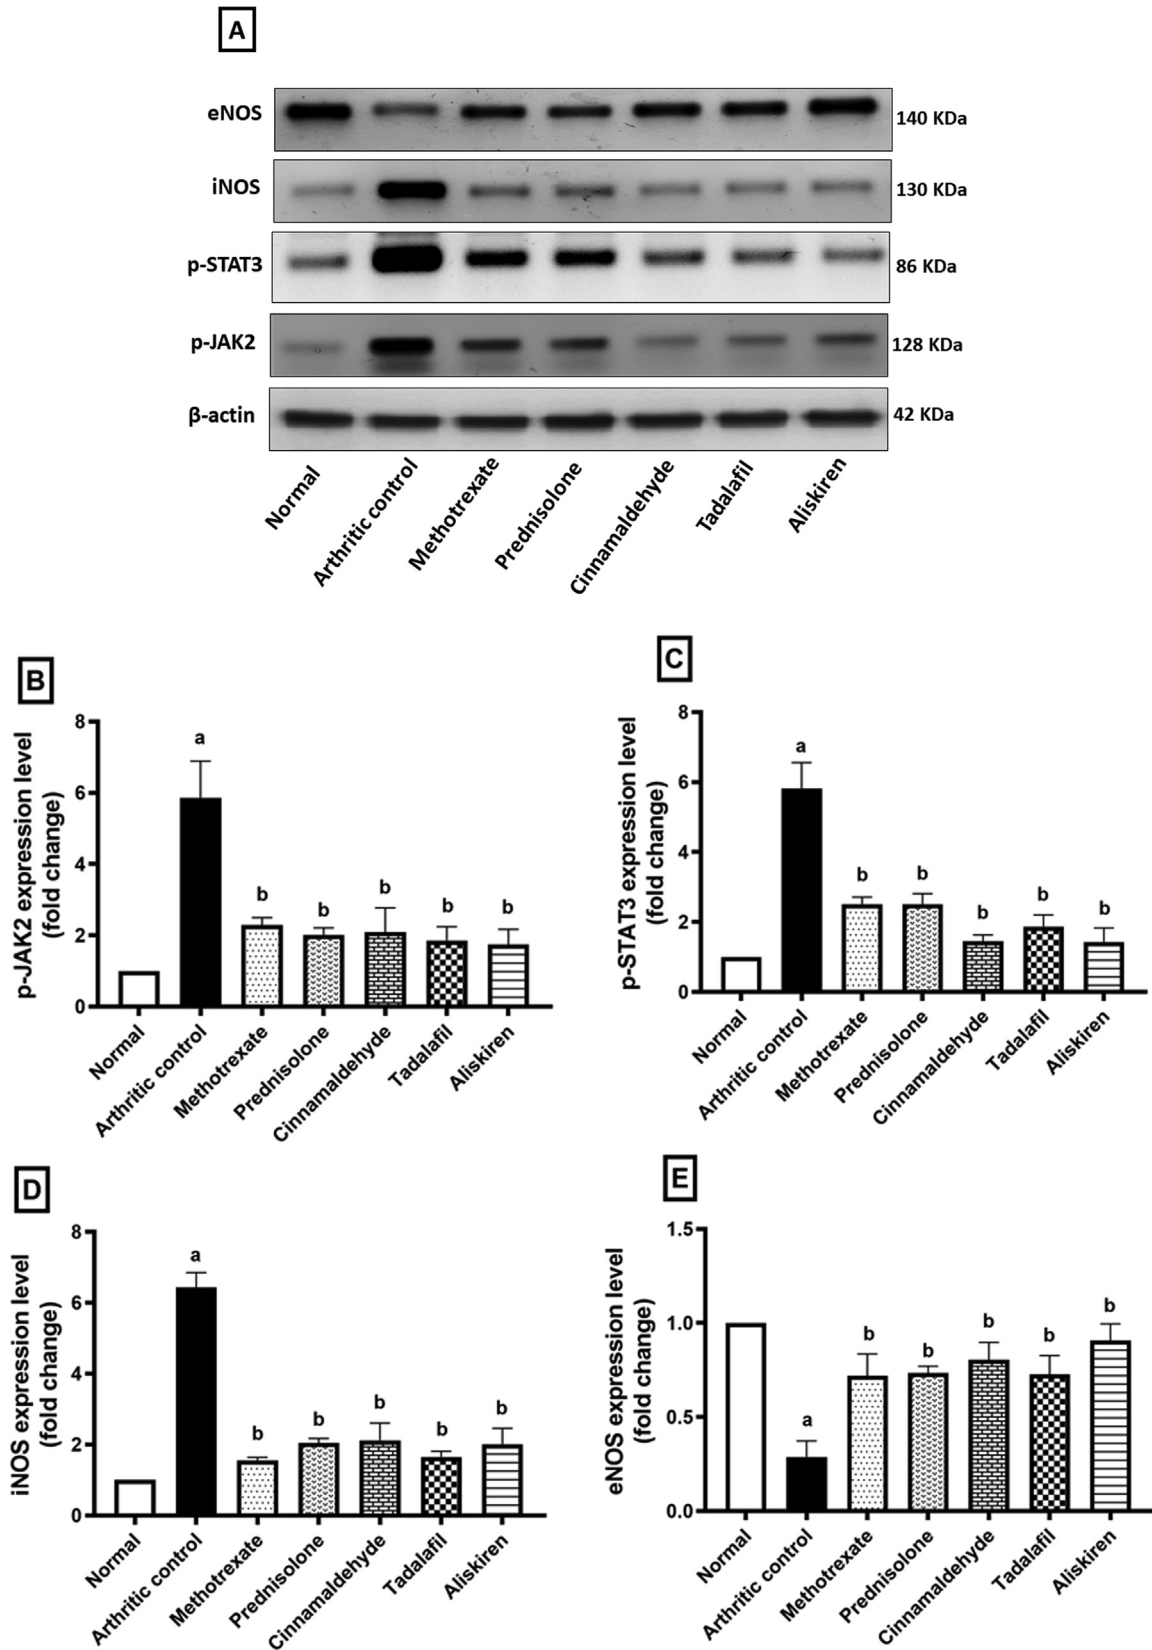 A
eNOS
140 KDa
iNOS
130 KDa
p-STAT3
86 KDa
p-JAK2
128 KDa
β-actin
42 KDa
Normal
Arthritic control
Methotrexate
Prednisolone
Cinnamaldehyde
Tadalafil
Aliskiren
B
p-JAK2 expression level
(fold change)
8
6
4
2
0
a
b
b
b
b
b
Normal
Arthritic control
Methotrexate
Prednisolone
Cinnamaldehyde
Tadalafil
Aliskiren
C
p-STAT3 expression level
(fold change)
8
6
4
2
0
a
b
b
b
b
b
Normal
Arthritic control
Methotrexate
Prednisolone
Cinnamaldehyde
Tadalafil
Aliskiren
D
iNOS expression level
(fold change)
8
6
4
2
0
a
b
b
b
b
b
Normal
Arthritic control
Methotrexate
Prednisolone
Cinnamaldehyde
Tadalafil
Aliskiren
E
eNOS expression level
(fold change)
1.5
1.0
0.5
0.0
a
b
b
b
b
b
Normal
Arthritic control
Methotrexate
Prednisolone
Cinnamaldehyde
Tadalafil
Aliskiren